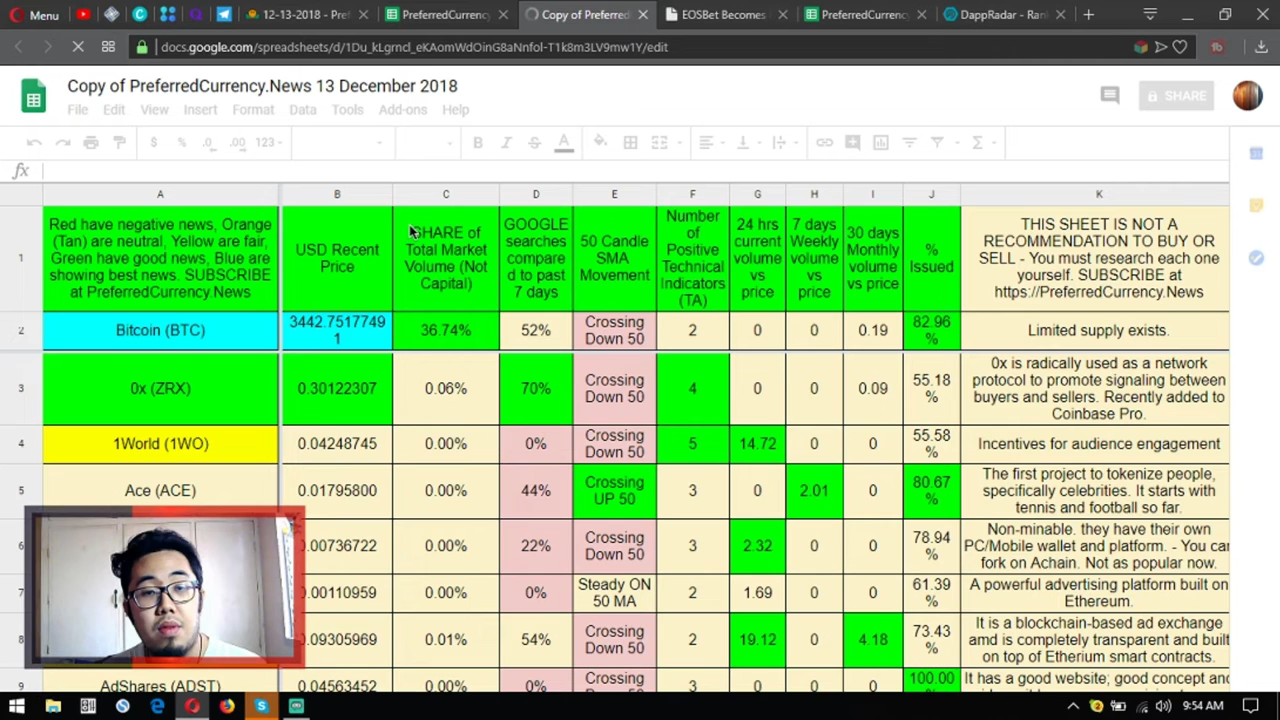 Menu
12-13-2018 - Pref
PreferredCurrency
Copy of Preferred
EOSBet Becomes
PreferredCurrency
DappRadar - Ran
docs.google.com/spreadsheets/d/1Du_kLgrncl_eKAomWdOinG8aNnfol-T1k8m3LV9mw1Y/edit
Copy of PreferredCurrency.News 13 December 2018
File Edit View Insert Format Data Tools Add-ons Help
SHARE
$ % .0 .00 123
fx
A B C D E F G H I J K
1
Red have negative news, Orange
(Tan) are neutral, Yellow are fair,
Green have good news, Blue are
showing best news. SUBSCRIBE
at PreferredCurrency.News
USD Recent
Price
SHARE of
Total Market
Volume (Not
Capital)
GOOGLE
searches
compare
d to past
7 days
50 Candle
SMA
Movement
Number
of
Positive
Technical
Indicators
(TA)
24 hrs
current
volume
vs
price
7 days
Weekly
volume
vs
price
30 days
Monthly
volume
vs price
%
Issued
THIS SHEET IS NOT A
RECOMMENDATION TO BUY OR
SELL - You must research each one
yourself. SUBSCRIBE at
https://PreferredCurrency.News
2
Bitcoin (BTC)
3442.7517749
1
36.74%
52%
Crossing
Down 50
2
0
0
0.19
82.96
%
Limited supply exists.
3
0x (ZRX)
0.30122307
0.06%
70%
Crossing
Down 50
4
0
0
0.09
55.18
%
0x is radically used as a network
protocol to promote signaling between
buyers and sellers. Recently added to
Coinbase Pro.
4
1World (1WO)
0.04248745
0.00%
0%
Crossing
Down 50
5
14.72
0
0
55.58
%
Incentives for audience engagement
5
Ace (ACE)
0.01795800
0.00%
44%
Crossing
UP 50
3
0
2.01
0
80.67
%
The first project to tokenize people,
specifically celebrities. It starts with
tennis and football so far.
6
0.00736722
0.00%
22%
Crossing
Down 50
3
2.32
0
0
78.94
%
Non-minable. they have their own
PC/Mobile wallet and platform. - You can
fork on Achain. Not as popular now.
7
0.00110959
0.00%
0%
Steady ON
50 MA
2
1.69
0
0
61.39
%
A powerful advertising platform built on
Ethereum.
8
0.09305969
0.01%
54%
Crossing
Down 50
2
19.12
0
4.18
73.43
%
It is a blockchain-based ad exchange
amd is completely transparent and built
on top of Etherium smart contracts.
9
AdShares (ADST)
0.04563452
0.00%
0%
Crossing
3
0
0
0
100.00
It has a good website; good concept and
9:54 AM